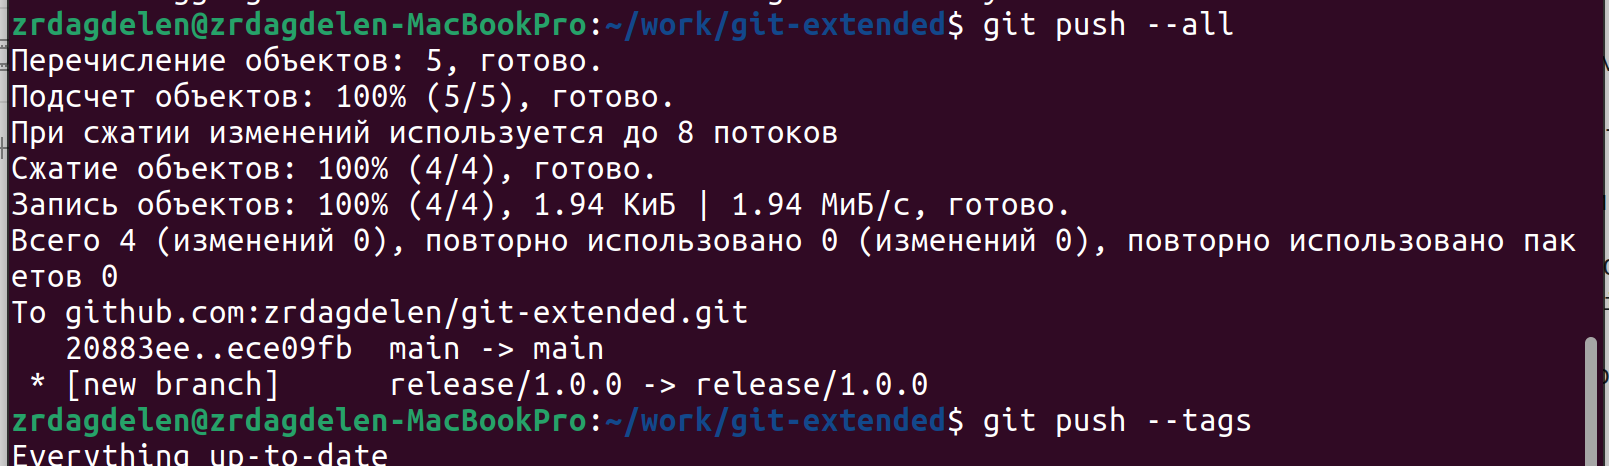 zrdagdelen@zrdagdelen-MacBookPro:~/work/git-extended$ git push --all
Перечисление объектов: 5, готово.
Подсчет объектов: 100% (5/5), готово.
При сжатии изменений используется до 8 потоков
Сжатие объектов: 100% (4/4), готово.
Запись объектов: 100% (4/4), 1.94 КиБ | 1.94 МиБ/с, готово.
Всего 4 (изменений 0), повторно использовано 0 (изменений 0), повторно использовано пак
етов 0
To github.com:zrdagdelen/git-extended.git
   20883ee..ece09fb  main -> main
 * [new branch]      release/1.0.0 -> release/1.0.0
zrdagdelen@zrdagdelen-MacBookPro:~/work/git-extended$ git push --tags
Everything up-to-date